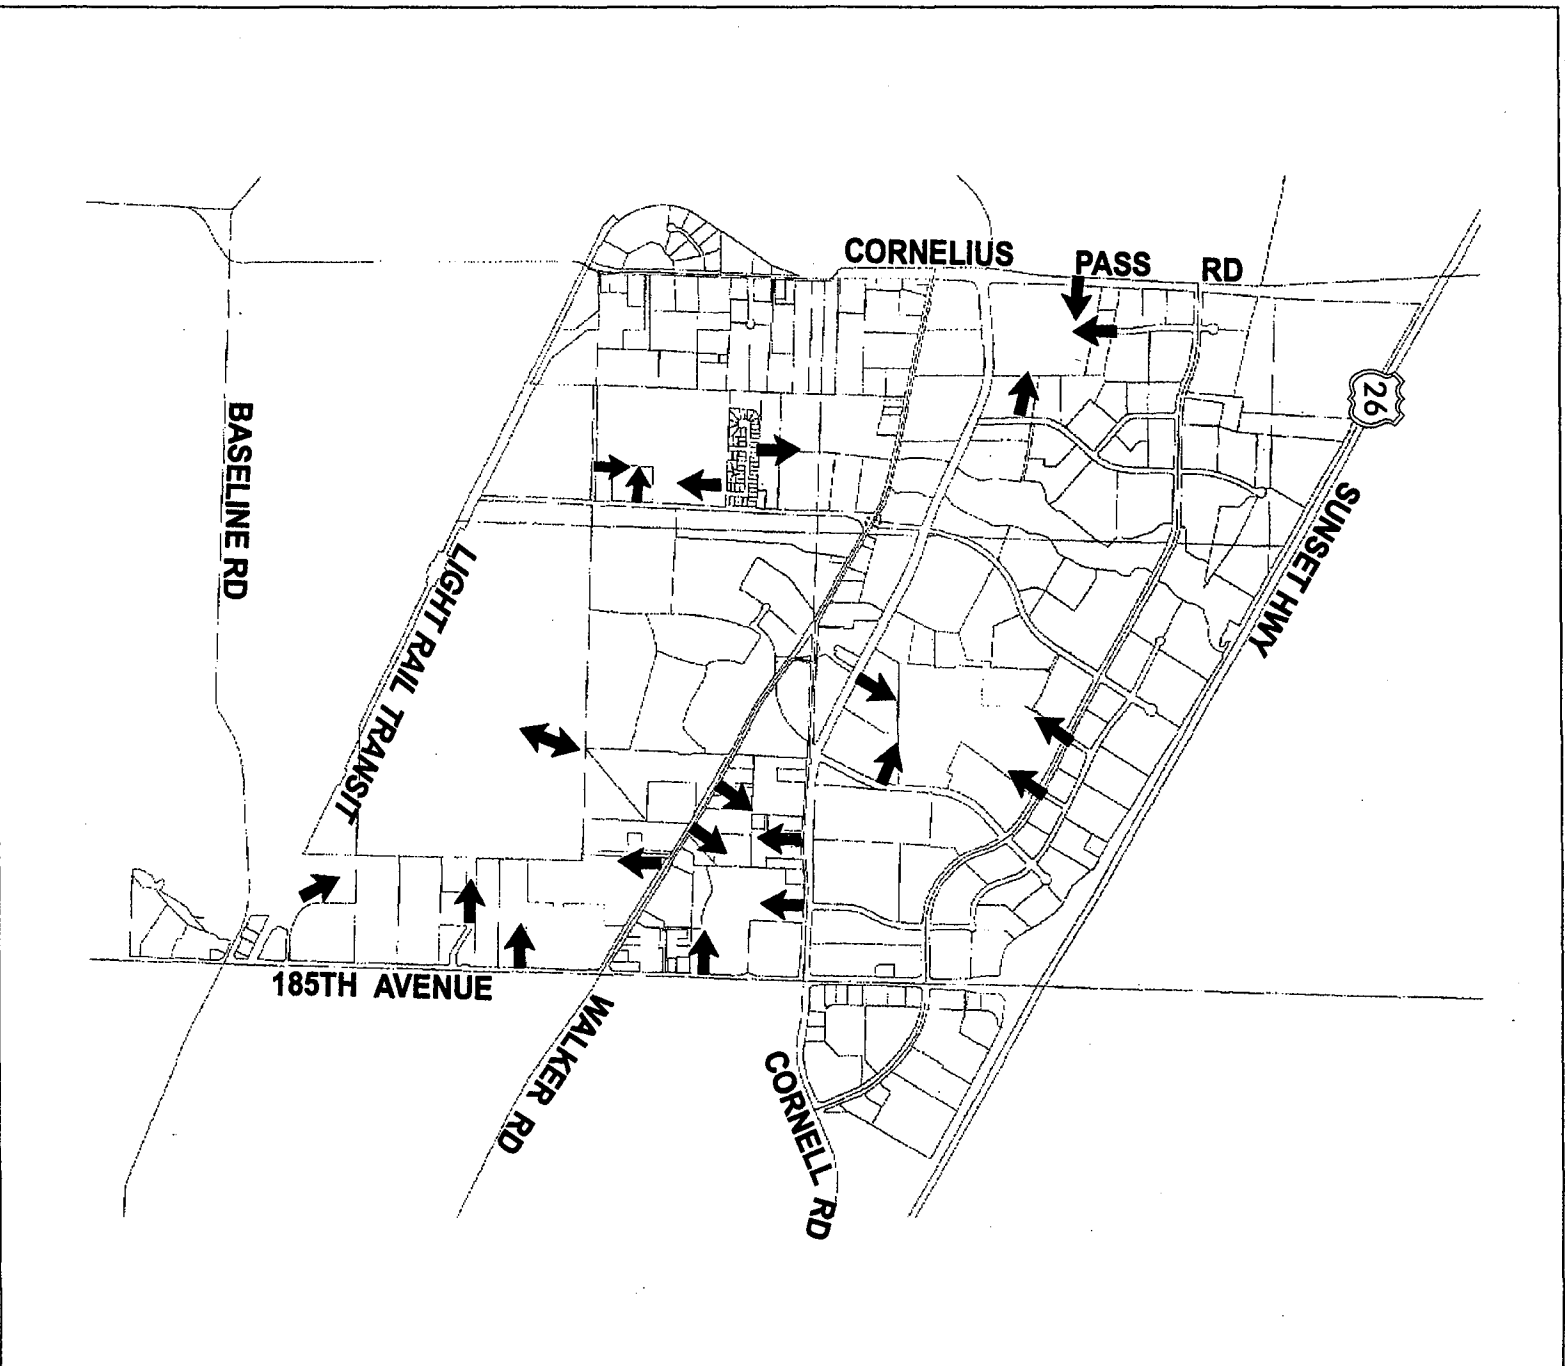 CORNELIUS PASS RD
26
BASELINE RD
SUNSET HWY
LIGHT RAIL TRANSIT
185TH AVENUE
WALKER RD
CORNELL RD